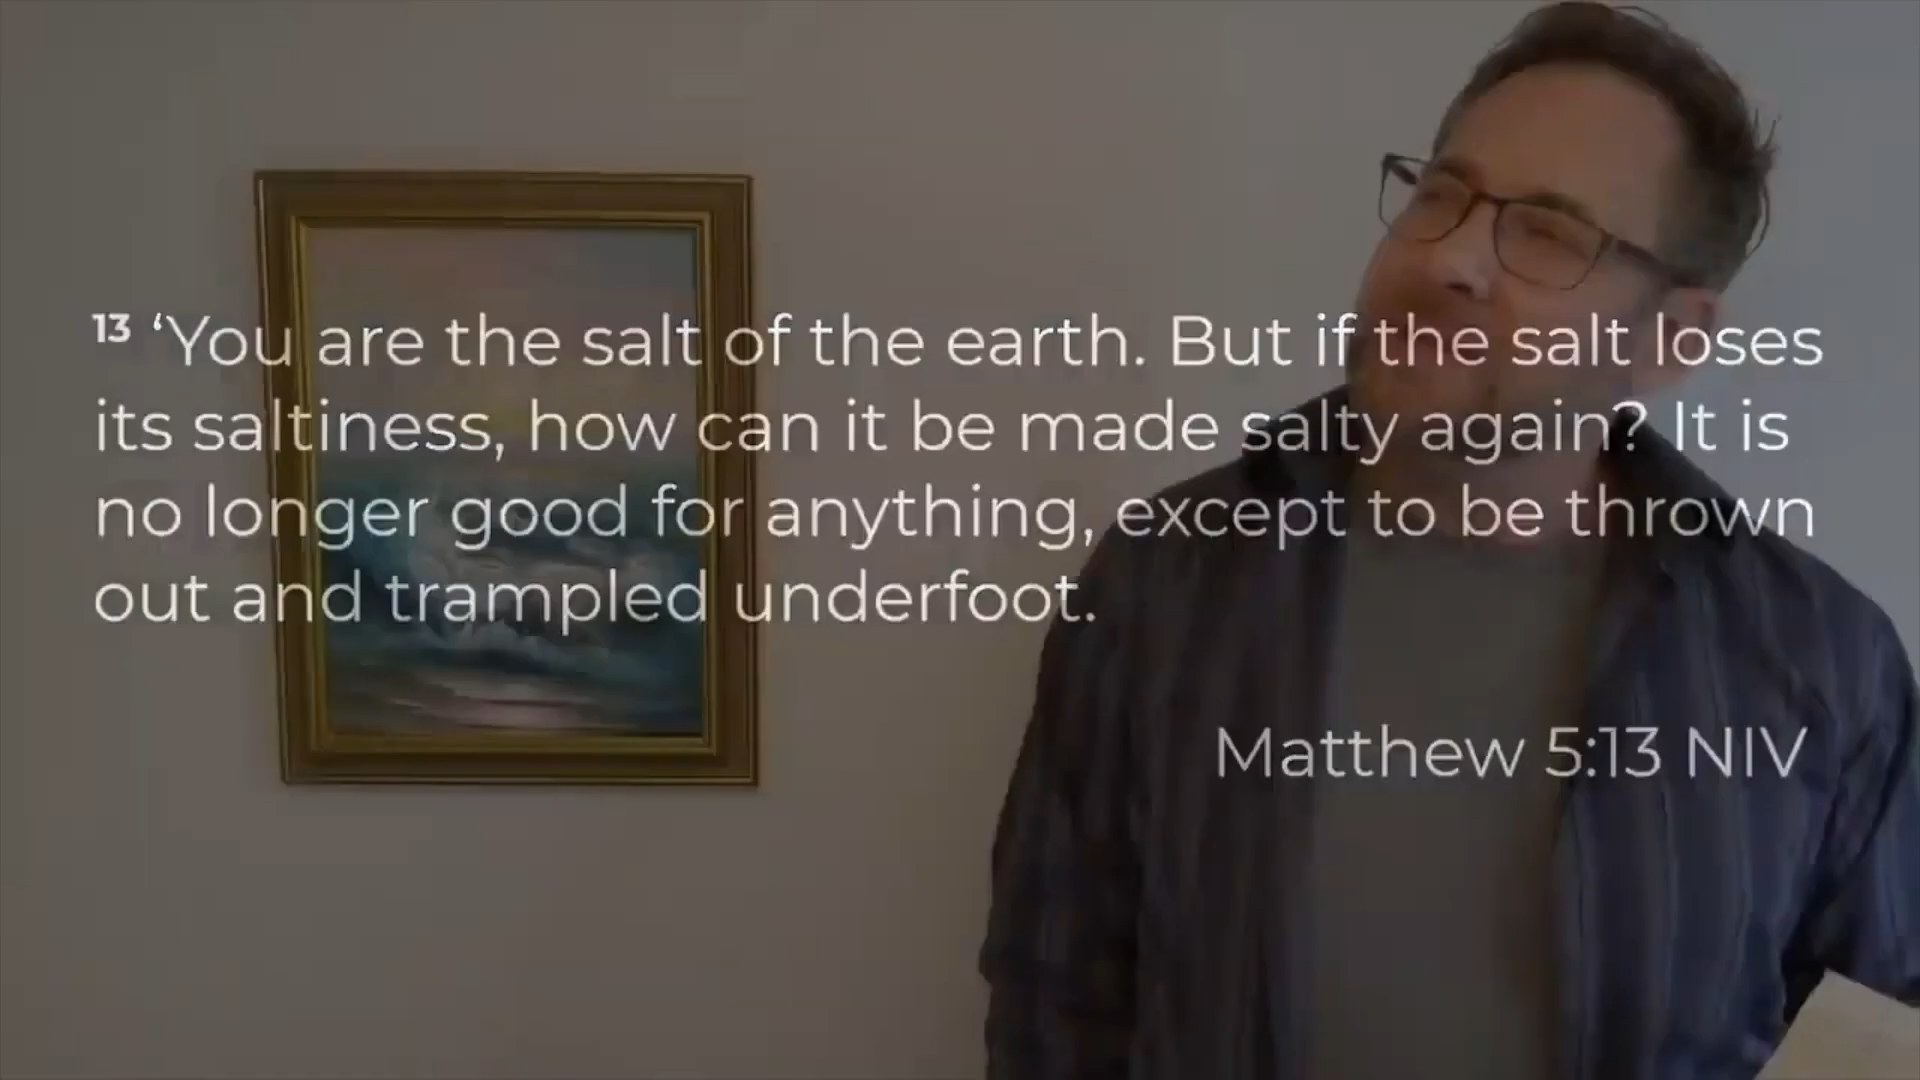 13 ‘You are the salt of the earth. But if the salt loses
its saltiness, how can it be made salty again? It is
no longer good for anything, except to be thrown
out and trampled underfoot.
Matthew 5:13 NIV